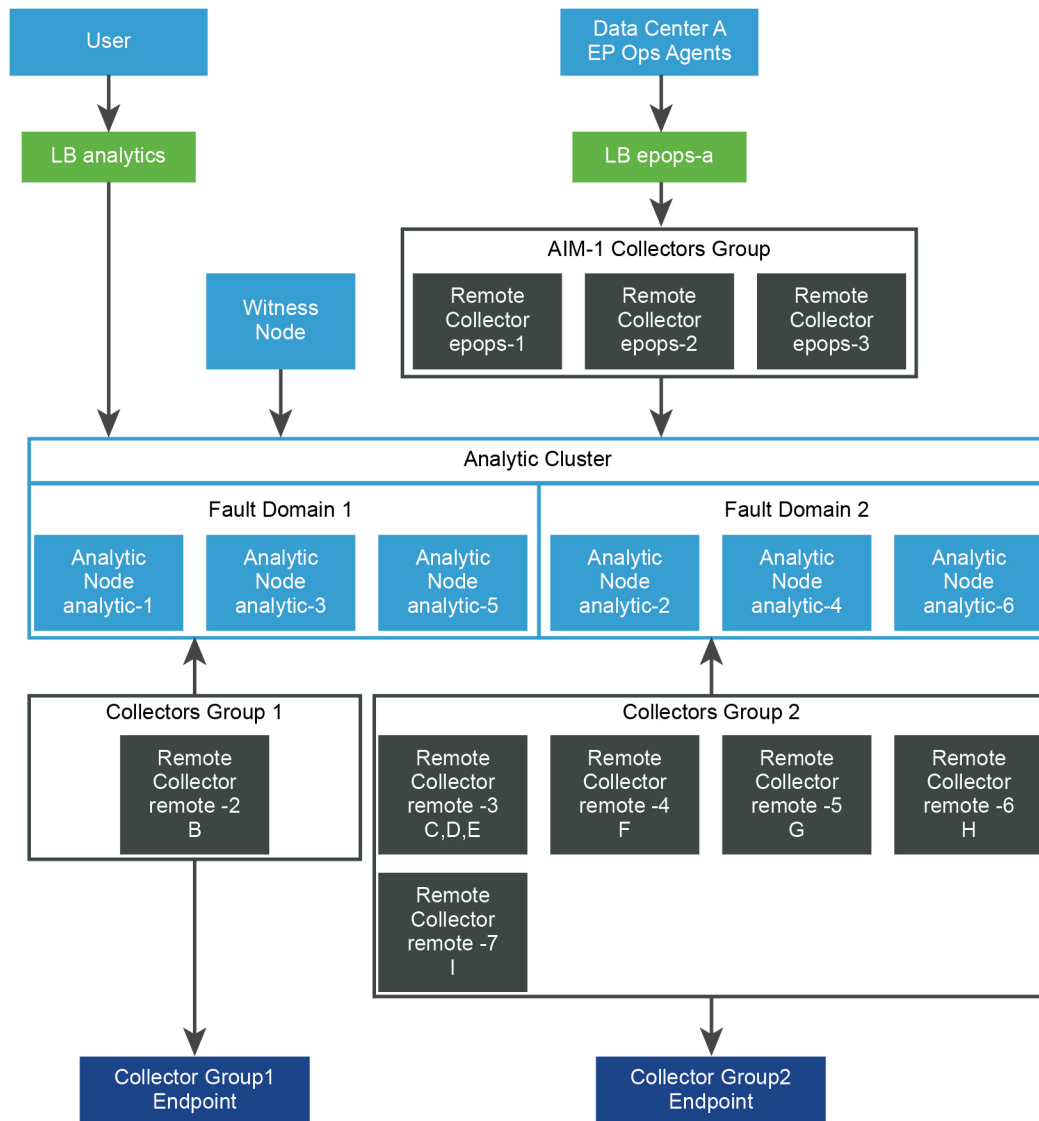 User
Data Center A
EP Ops Agents
LB analytics
LB epops-a
AIM-1 Collectors Group
Witness
Node
Remote
Collector
epops-1
Remote
Collector
epops-2
Remote
Collector
epops-3
Analytic Cluster
Fault Domain 1
Fault Domain 2
Analytic
Node
analytic-1
Analytic
Node
analytic-3
Analytic
Node
analytic-5
Analytic
Node
analytic-2
Analytic
Node
analytic-4
Analytic
Node
analytic-6
Collectors Group 1
Remote
Collector
remote -2
B
Collectors Group 2
Remote
Collector
remote -3
C,D,E
Remote
Collector
remote -4
F
Remote
Collector
remote -5
G
Remote
Collector
remote -6
H
Remote
Collector
remote -7
I
Collector Group1
Endpoint
Collector Group2
Endpoint